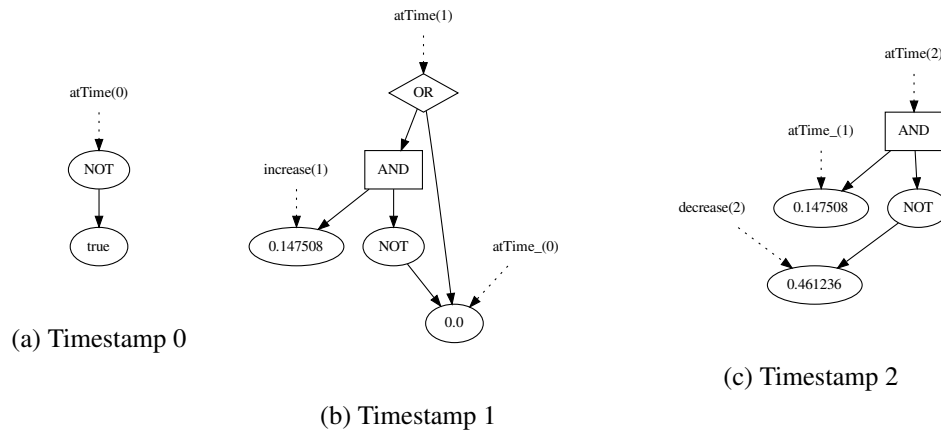 atTime(0)
NOT
true
(a) Timestamp 0
atTime(1)
OR
increase(1)
AND
0.147508
NOT
atTime_(0)
0.0
(b) Timestamp 1
atTime(2)
atTime_(1)
AND
decrease(2)
0.147508
NOT
0.461236
(c) Timestamp 2